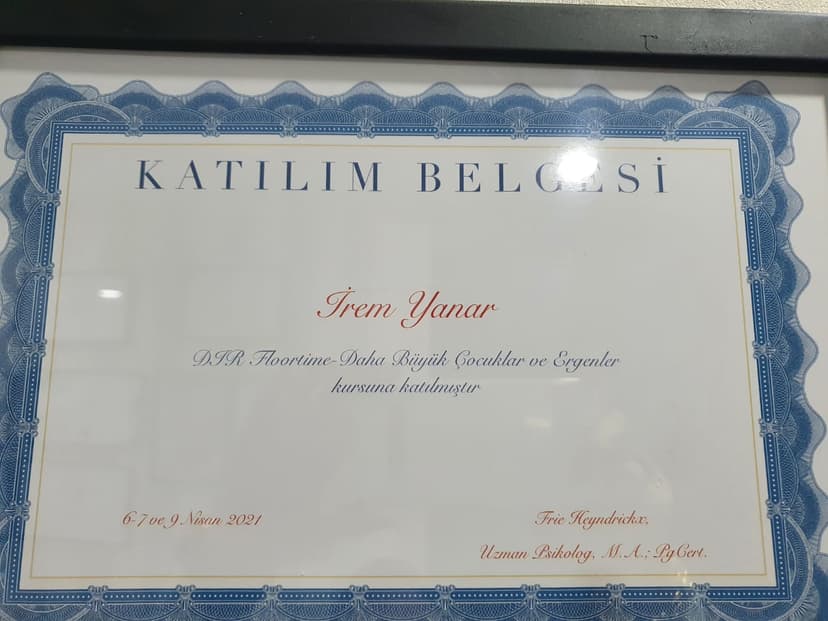 KATILIM BELGESİ
İrem Yanar
DIR Floortime-Daha Büyük Çocuklar ve Ergenler
kursuna katılmıştır
6-7 ve 9 Nisan 2021
Frie Heyndrickx,
Uzman Psikolog, M.A.; PgCert.